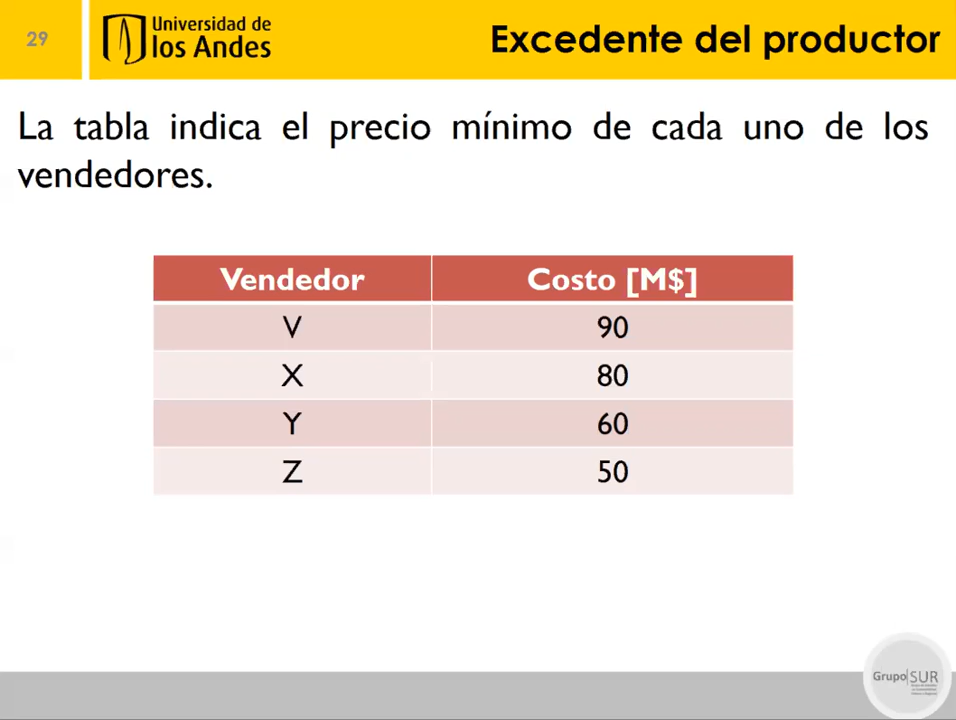 29
Universidad de
los Andes
Excedente del productor
La tabla indica el precio mínimo de cada uno de los
vendedores.
Vendedor Costo [M$]
V 90
X 80
Y 60
Z 50
Grupo|SUR